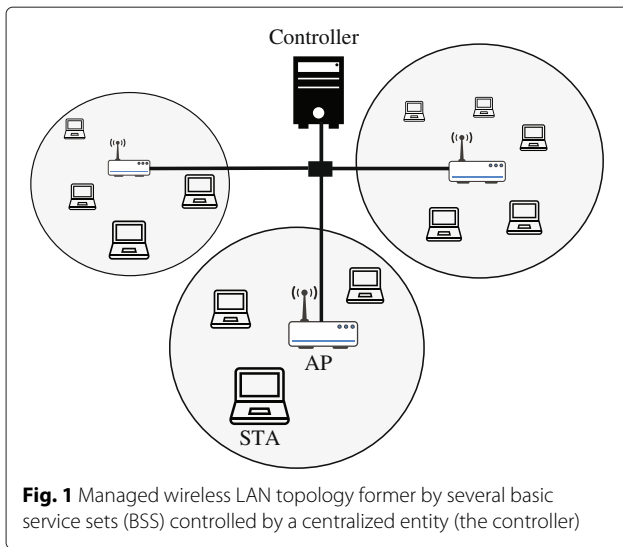 Controller
AP
STA
Fig. 1 Managed wireless LAN topology former by several basic
service sets (BSS) controlled by a centralized entity (the controller)